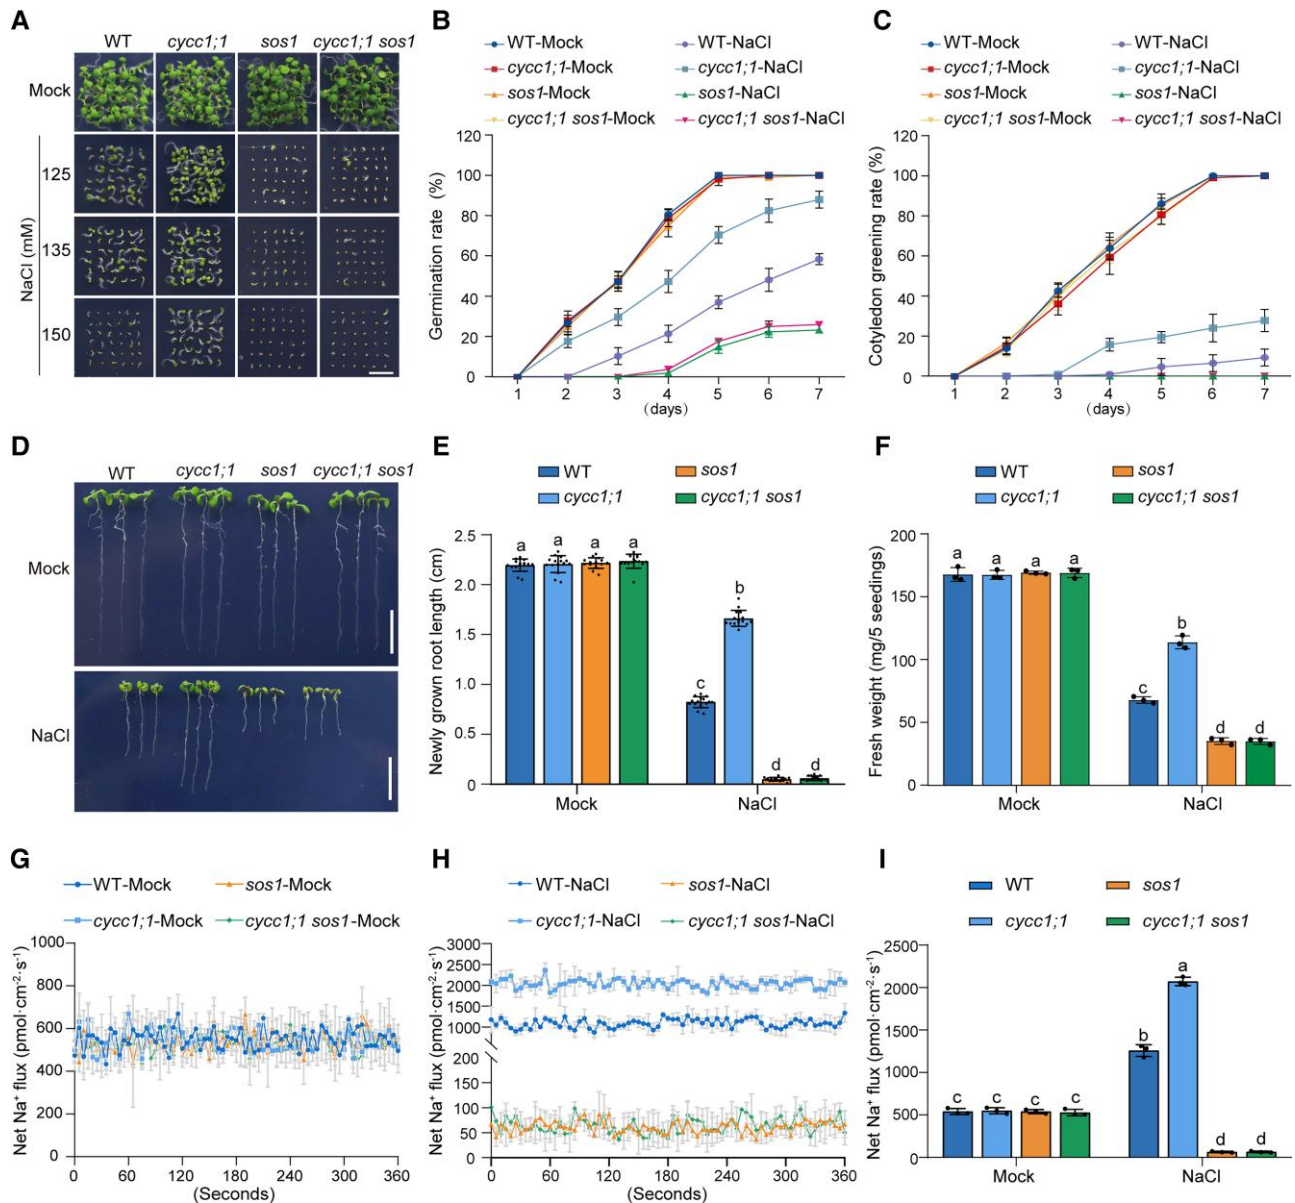 A
WT cycc1;1 sos1 cycc1;1 sos1
Mock
NaCl (mM)
125
135
150
B
WT-Mock WT-NaCl
cycc1;1-Mock cycc1;1-NaCl
sos1-Mock sos1-NaCl
cycc1;1 sos1-Mock cycc1;1 sos1-NaCl
Germination rate (%)
120
100
80
60
40
20
0
1 2 3 4 5 6 7
(days)
C
WT-Mock WT-NaCl
cycc1;1-Mock cycc1;1-NaCl
sos1-Mock sos1-NaCl
cycc1;1 sos1-Mock cycc1;1 sos1-NaCl
Cotyledon greening rate (%)
120
100
80
60
40
20
0
1 2 3 4 5 6 7
(days)
D
WT cycc1;1 sos1 cycc1;1 sos1
Mock
NaCl
E
WT sos1
cycc1;1 cycc1;1 sos1
Newly grown root length (cm)
2.5
2.0
1.5
1.0
0.5
0
a a a a
c b d d
Mock NaCl
F
WT sos1
cycc1;1 cycc1;1 sos1
Fresh weight (mg/5 seedings)
200
150
100
50
0
a a a a
c b d d
Mock NaCl
G
WT-Mock sos1-Mock
cycc1;1-Mock cycc1;1 sos1-Mock
Net Na⁺ flux (pmol·cm⁻²·s⁻¹)
1000
800
600
400
200
0
0 60 120 180 240 300 360
(Seconds)
H
WT-NaCl sos1-NaCl
cycc1;1-NaCl cycc1;1 sos1-NaCl
Net Na⁺ flux (pmol·cm⁻²·s⁻¹)
3000
2500
2000
1500
1000
200
150
100
50
0
0 60 120 180 240 300 360
(Seconds)
I
WT sos1
cycc1;1 cycc1;1 sos1
Net Na⁺ flux (pmol·cm⁻²·s⁻¹)
2500
2000
1500
1000
500
0
c c c c
b a d d
Mock NaCl